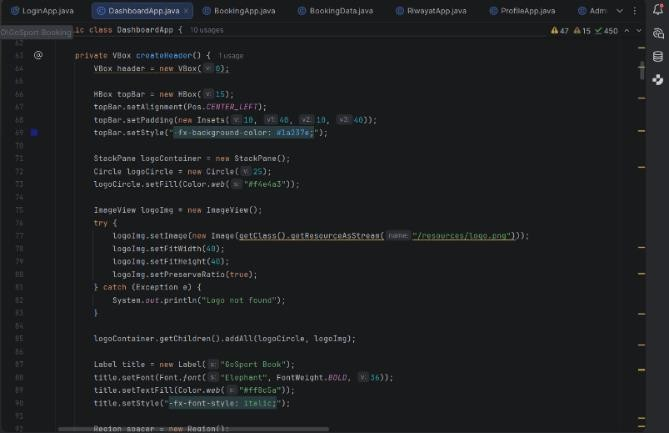 LoginApp.java
DashboardApp.java ×
BookingApp.java
BookingData.java
RiwayatApp.java
ProfileApp.java
Adm
D\GoSport Booking
ic class DashboardApp { 10 usages
47 15 450
62
63 private VBox createHeader() { 1 usage
64 VBox header = new VBox( v: 0);
65
66 HBox topBar = new HBox( v: 15);
67 topBar.setAlignment(Pos.CENTER_LEFT);
68 topBar.setPadding(new Insets( v: 10, v1: 40, v2: 10, v3: 40));
69 topBar.setStyle("-fx-background-color: #1a237e;");
70
71 StackPane logoContainer = new StackPane();
72 Circle logoCircle = new Circle( v: 25);
73 logoCircle.setFill(Color.web( s: "#f4e4a3"));
74
75 ImageView logoImg = new ImageView();
76 try {
77 logoImg.setImage(new Image(getClass().getResourceAsStream( name: "/resources/logo.png")));
78 logoImg.setFitWidth(40);
79 logoImg.setFitHeight(40);
80 logoImg.setPreserveRatio(true);
81 } catch (Exception e) {
82 System.out.println("Logo not found");
83 }
84
85 logoContainer.getChildren().addAll(logoCircle, logoImg);
86
87 Label title = new Label( s: "GoSport Book");
88 title.setFont(Font.font( s: "Elephant", FontWeight.BOLD, v: 36));
89 title.setTextFill(Color.web( s: "#ff8c5a"));
90 title.setStyle("-fx-font-style: italic;");
91
92 Region spacer = new Region();